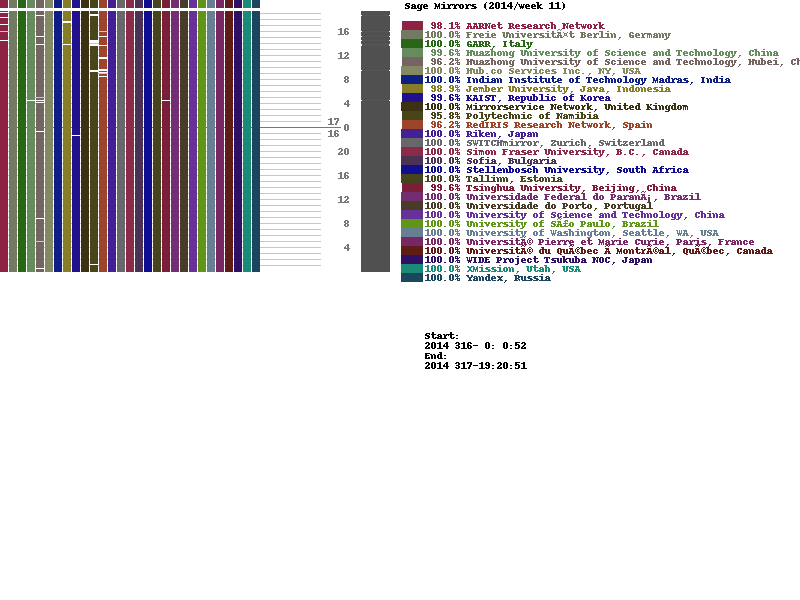 Sage Mirrors (2014/week 11)
98.1% AARNet Research Network
100.0% Freie UniversitÃ¤t Berlin, Germany
100.0% GARR, Italy
99.6% Huazhong University of Science and Technology, China
96.2% Huazhong University of Science and Technology, Hubei, Ch
100.0% Hub.co Services Inc., NY, USA
100.0% Indian Institute of Technology Madras, India
98.9% Jember University, Java, Indonesia
99.6% KAIST, Republic of Korea
100.0% Mirrorservice Network, United Kingdom
95.8% Polytechnic of Namibia
96.2% RedIRIS Research Network, Spain
100.0% Riken, Japan
100.0% SWITCHmirror, Zurich, Switzerland
100.0% Simon Fraser University, B.C., Canada
100.0% Sofia, Bulgaria
100.0% Stellenbosch University, South Africa
100.0% Tallinn, Estonia
99.6% Tsinghua University, Beijing, China
100.0% Universidade Federal do ParanÃ¡, Brazil
100.0% Universidade do Porto, Portugal
100.0% University of Science and Technology, China
100.0% University of SÃ£o Paulo, Brazil
100.0% University of Washington, Seattle, WA, USA
100.0% UniversitÃ© Pierre et Marie Curie, Paris, France
100.0% UniversitÃ© du QuÃ©bec Ã MontrÃ©al, QuÃ©bec, Canada
100.0% WIDE Project Tsukuba NOC, Japan
100.0% XMission, Utah, USA
100.0% Yandex, Russia
16
12
8
4
17
0
16
20
16
12
8
4
Start:
2014 316- 0: 0:52
End:
2014 317-19:20:51